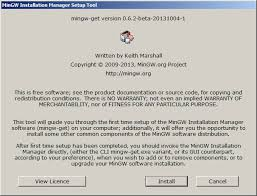 MinGW Installation Manager Setup Tool
mingw-get version 0.6.2-beta-20131004-1
Written by Keith Marshall
Copyright © 2009-2013, MinGW.org Project
http://mingw.org
This is free software; see the product documentation or source code, for copying and
redistribution conditions. There is NO WARRANTY; not even an implied WARRANTY OF
MERCHANTABILITY, nor of FITNESS FOR ANY PARTICULAR PURPOSE.
This tool will guide you through the first time setup of the MinGW Installation Manager
software (mingw-get) on your computer; additionally, it will offer you the opportunity to
install some other common components of the MinGW software distribution.
After first time setup has been completed, you should invoke the MinGW Installation
Manager directly, (either the CLI mingw-get.exe variant, or its GUI counterpart,
according to your preference), when you wish to add or to remove components, or to
upgrade your MinGW software installation.
View Licence
Install
Cancel